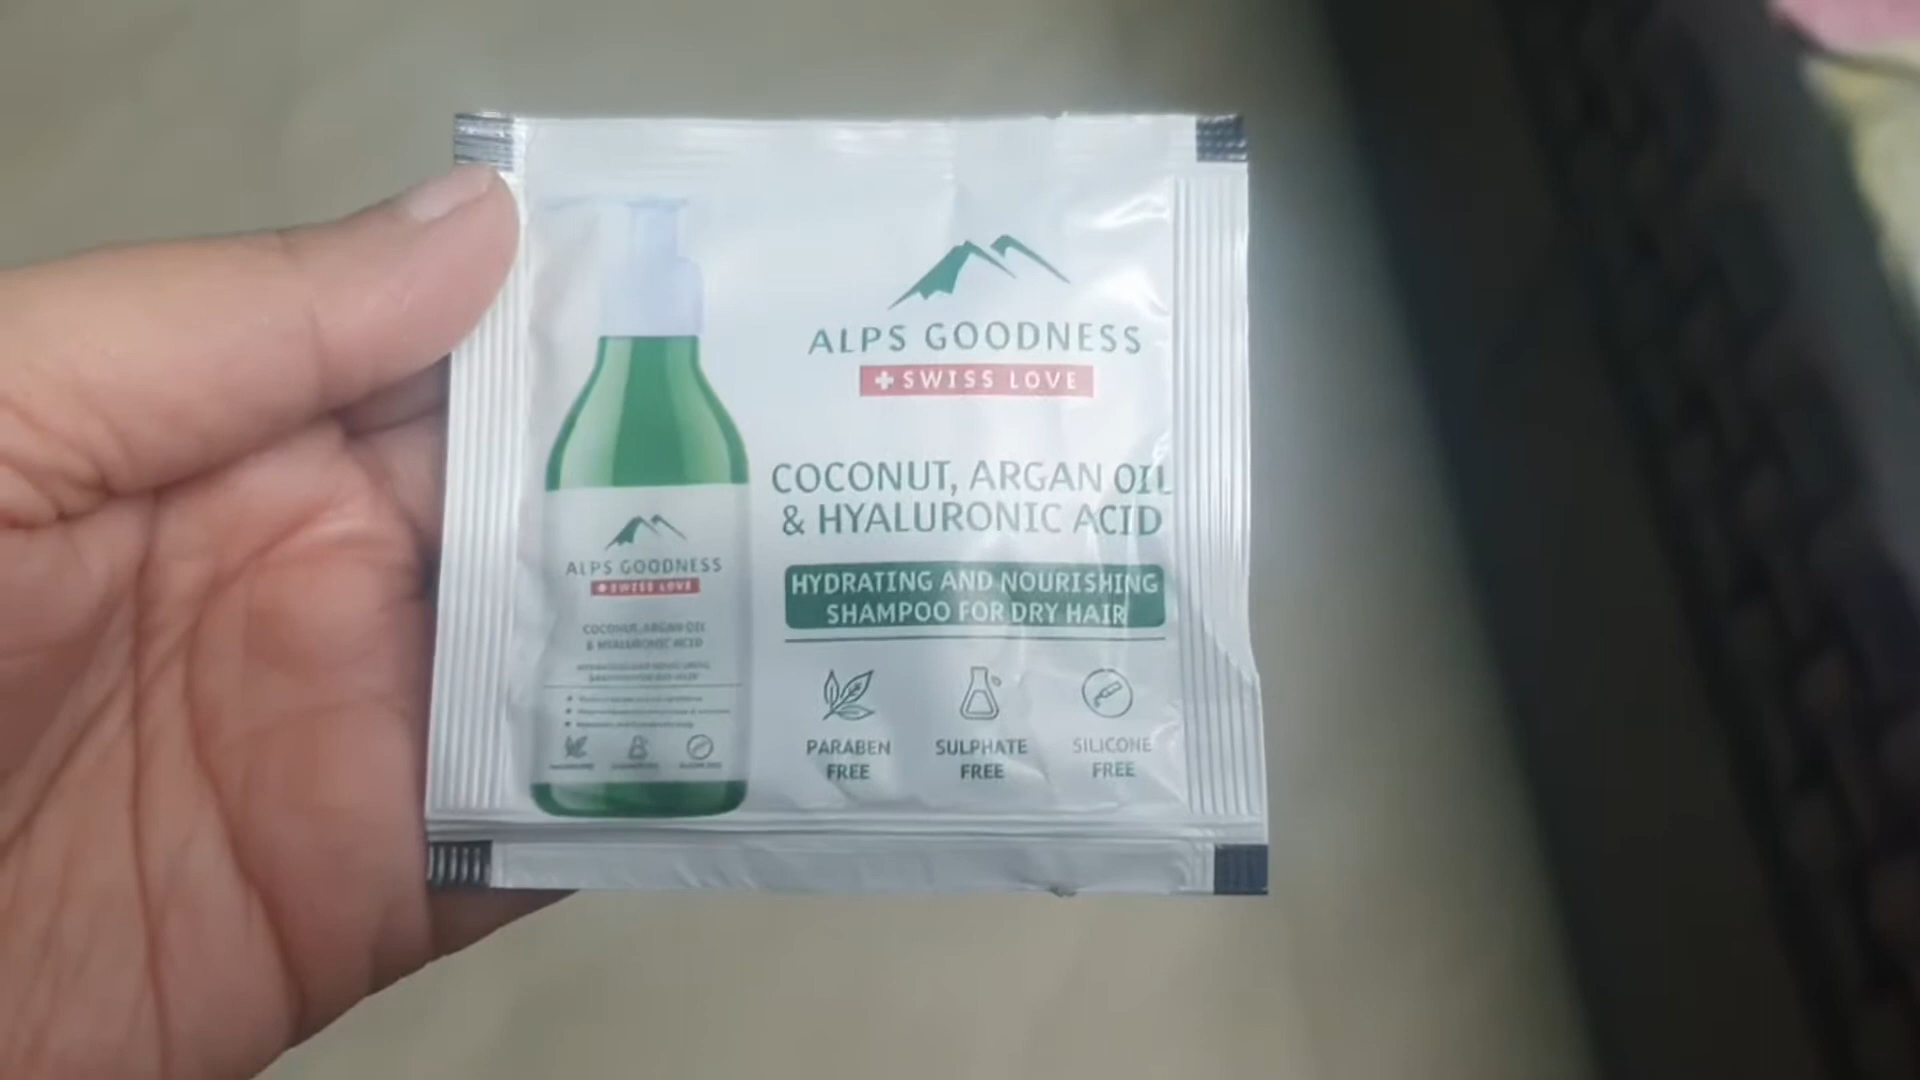 ALPS GOODNESS
SWISS LOVE
COCONUT, ARGAN OIL
& HYALURONIC ACID
HYDRATING AND NOURISHING
SHAMPOO FOR DRY HAIR
PARABEN
FREE
SULPHATE
FREE
SILICONE
FREE
ALPS GOODNESS
SWISS LOVE
COCONUT, ARGAN OIL
& HYALURONIC ACID